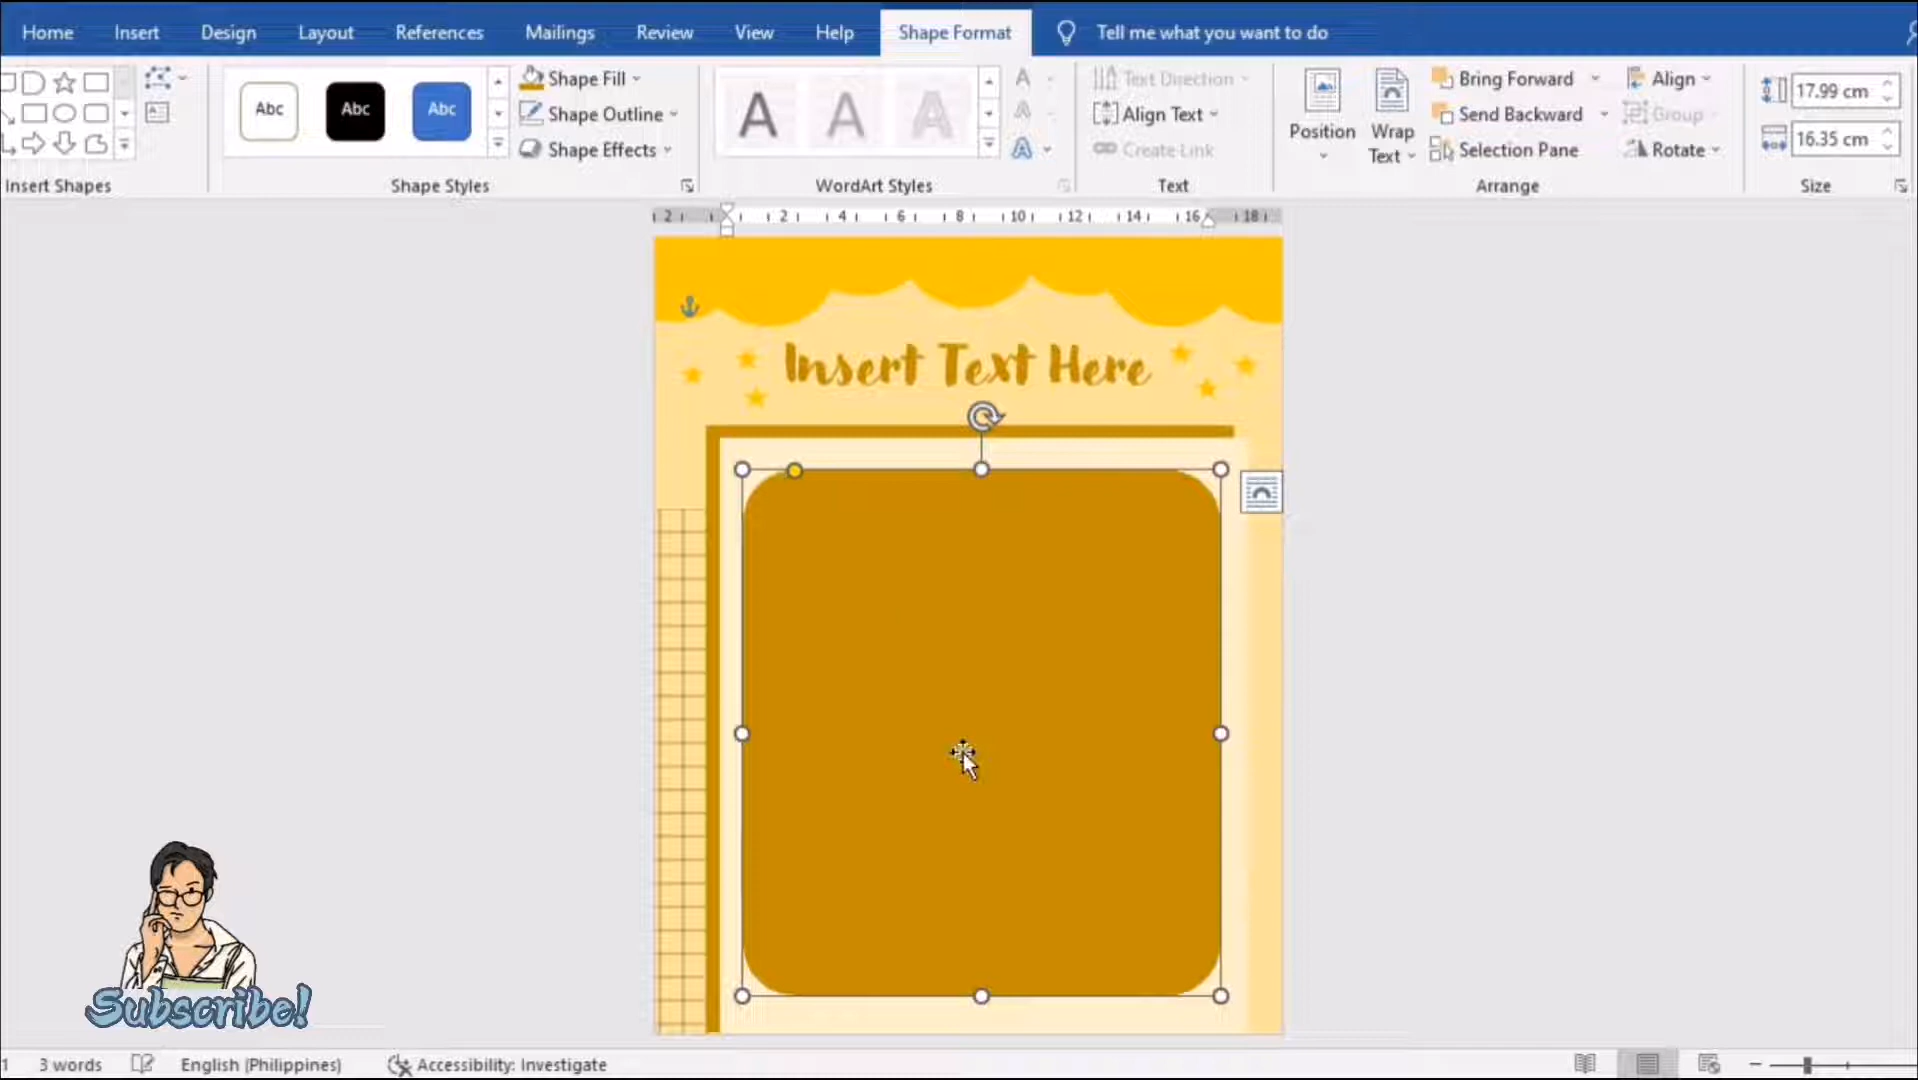 Home Insert Design Layout References Mailings Review View Help Shape Format Tell me what you want to do
Abc Abc Abc
Shape Fill
Shape Outline
Shape Effects
A A A
A
A
A
Text Direction
Align Text
Create Link
Position
Wrap
Text
Bring Forward
Send Backward
Selection Pane
Align
Group
Rotate
17.99 cm
16.35 cm
Insert Shapes Shape Styles WordArt Styles Text Arrange Size
2 2 4 6 8 10 12 14 16 18
Insert Text Here
Subscribe!
1 3 words English (Philippines) Accessibility: Investigate